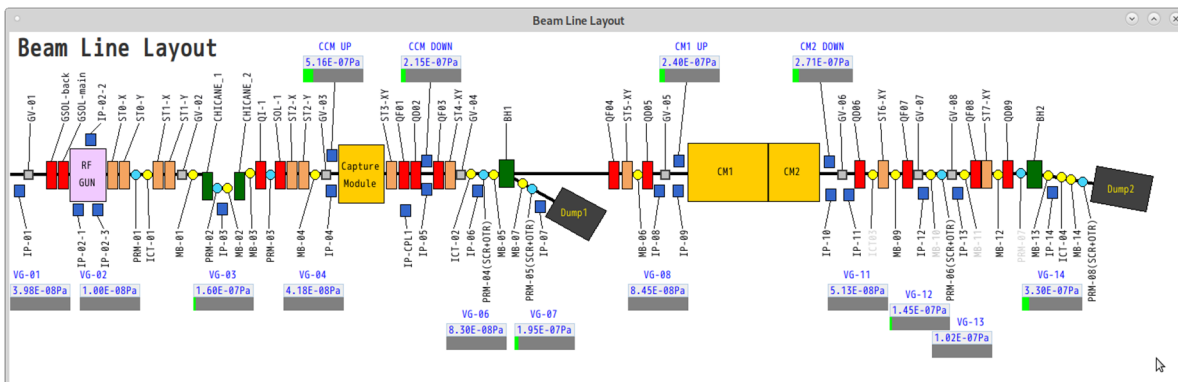 Beam Line Layout
Beam Line Layout
CCM UP
5.16E-07Pa
CCM DOWN
2.15E-07Pa
CM1 UP
2.40E-07Pa
CM2 DOWN
2.71E-07Pa
GV-01
GSOL-back
GSOL-main
IP-02-2
ST0-X
ST0-Y
ST1-X
ST1-Y
GV-02
CHICANE_1
CHICANE_2
QI-1
SOL-1
ST2-X
ST2-Y
GV-03
ST3-XY
QF01
QD02
QF03
ST4-XY
GV-04
BH1
QF04
ST5-XY
QD05
GV-05
GV-06
QD06
ST6-XY
QF07
GV-07
GV-08
QF08
ST7-XY
QD09
BH2
RF
GUN
Capture
Module
CM1
CM2
Dump1
Dump2
IP-01
IP-02-1
IP-02-3
PRM-01
ICT-01
MB-01
PRM-02
IP-03
MB-02
MB-03
PRM-03
MB-04
IP-04
IP-CPL1
IP-05
ICT-02
IP-06
PRM-04(SCR+OTR)
MB-05
MB-07
PRM-05(SCR+OTR)
IP-07
MB-06
IP-08
IP-09
IP-10
IP-11
ICT03
MB-09
IP-12
MB-10
PRM-06(SCR+OTR)
IP-13
MB-11
MB-12
PRM-07
MB-13
IP-14
ICT-04
MB-14
PRM-08(SCR+OTR)
VG-01
3.98E-08Pa
VG-02
1.00E-08Pa
VG-03
1.60E-07Pa
VG-04
4.18E-08Pa
VG-06
8.30E-08Pa
VG-07
1.95E-07Pa
VG-08
8.45E-08Pa
VG-11
5.13E-08Pa
VG-12
1.45E-07Pa
VG-13
1.02E-07Pa
VG-14
3.30E-07Pa